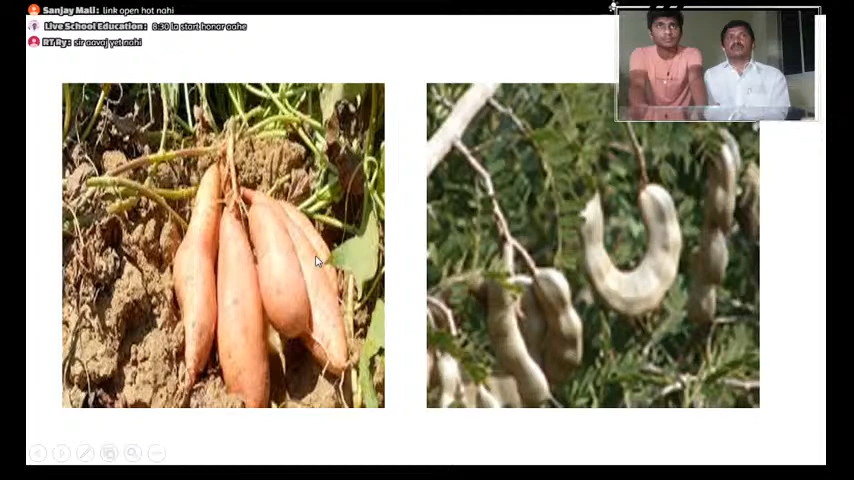 Sanjay Mali: link open hot nahi
Live School Education: 8:30 la start honar aahe
RT Ry: sir aavaj yet nahi